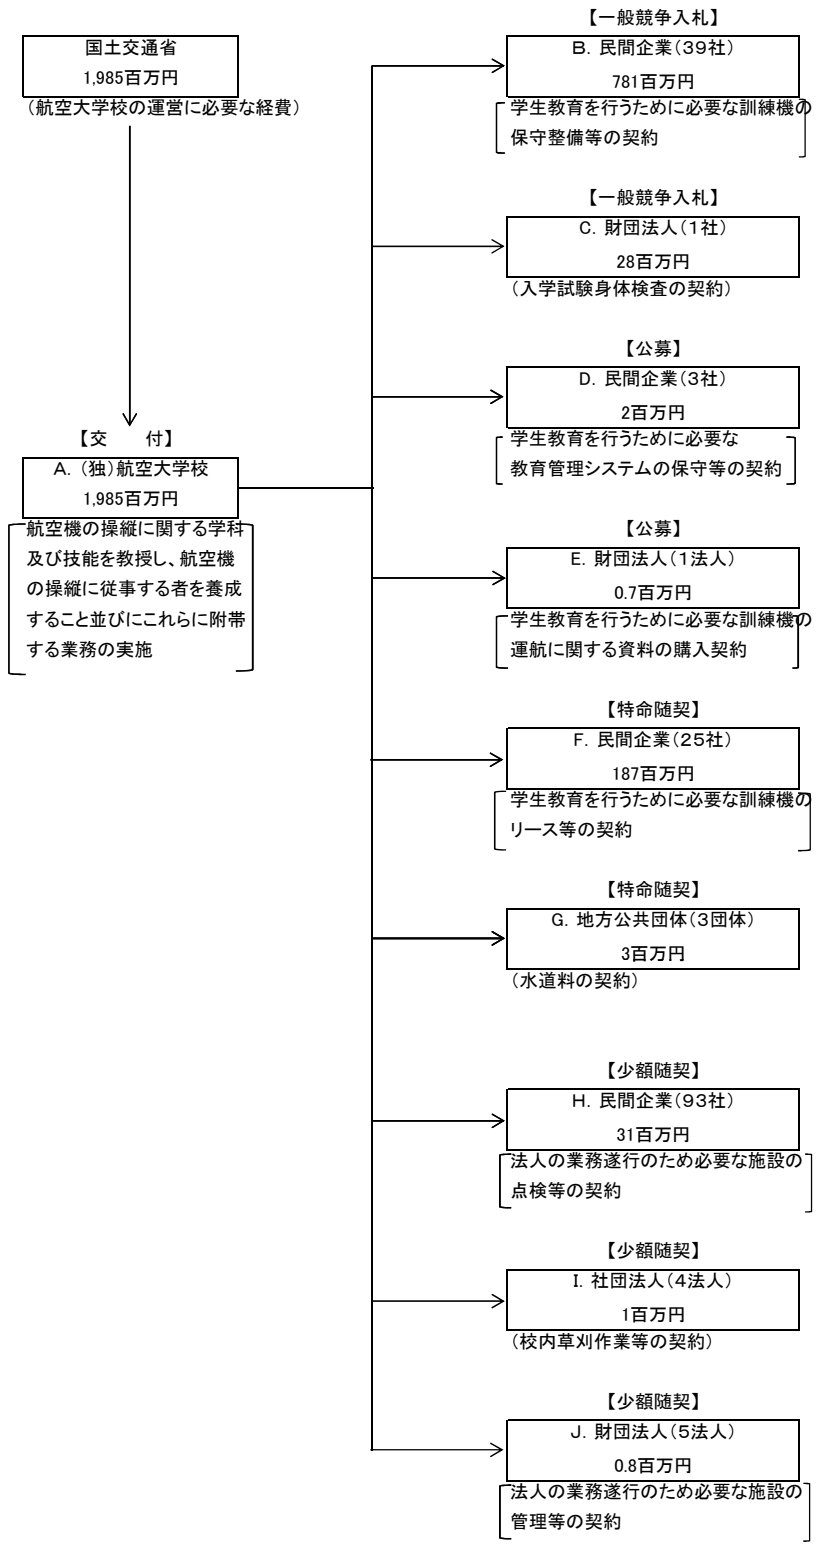 国土交通省
1,985百万円
（航空大学校の運営に必要な経費）
【交　　付】
A．（独）航空大学校
1,985百万円
航空機の操縦に関する学科
及び技能を教授し、航空機
の操縦に従事する者を養成
すること並びにこれらに附帯
する業務の実施
【一般競争入札】
B．民間企業（39社）
781百万円
学生教育を行うために必要な訓練機の
保守整備等の契約
【一般競争入札】
C．財団法人（1社）
28百万円
（入学試験身体検査の契約）
【公募】
D．民間企業（3社）
2百万円
学生教育を行うために必要な
教育管理システムの保守等の契約
【公募】
E．財団法人（1法人）
0.7百万円
学生教育を行うために必要な訓練機の
運航に関する資料の購入契約
【特命随契】
F．民間企業（25社）
187百万円
学生教育を行うために必要な訓練機の
リース等の契約
【特命随契】
G．地方公共団体（3団体）
3百万円
（水道料の契約）
【少額随契】
H．民間企業（93社）
31百万円
法人の業務遂行のため必要な施設の
点検等の契約
【少額随契】
I．社団法人（4法人）
1百万円
（校内草刈作業等の契約）
【少額随契】
J．財団法人（5法人）
0.8百万円
法人の業務遂行のため必要な施設の
管理等の契約